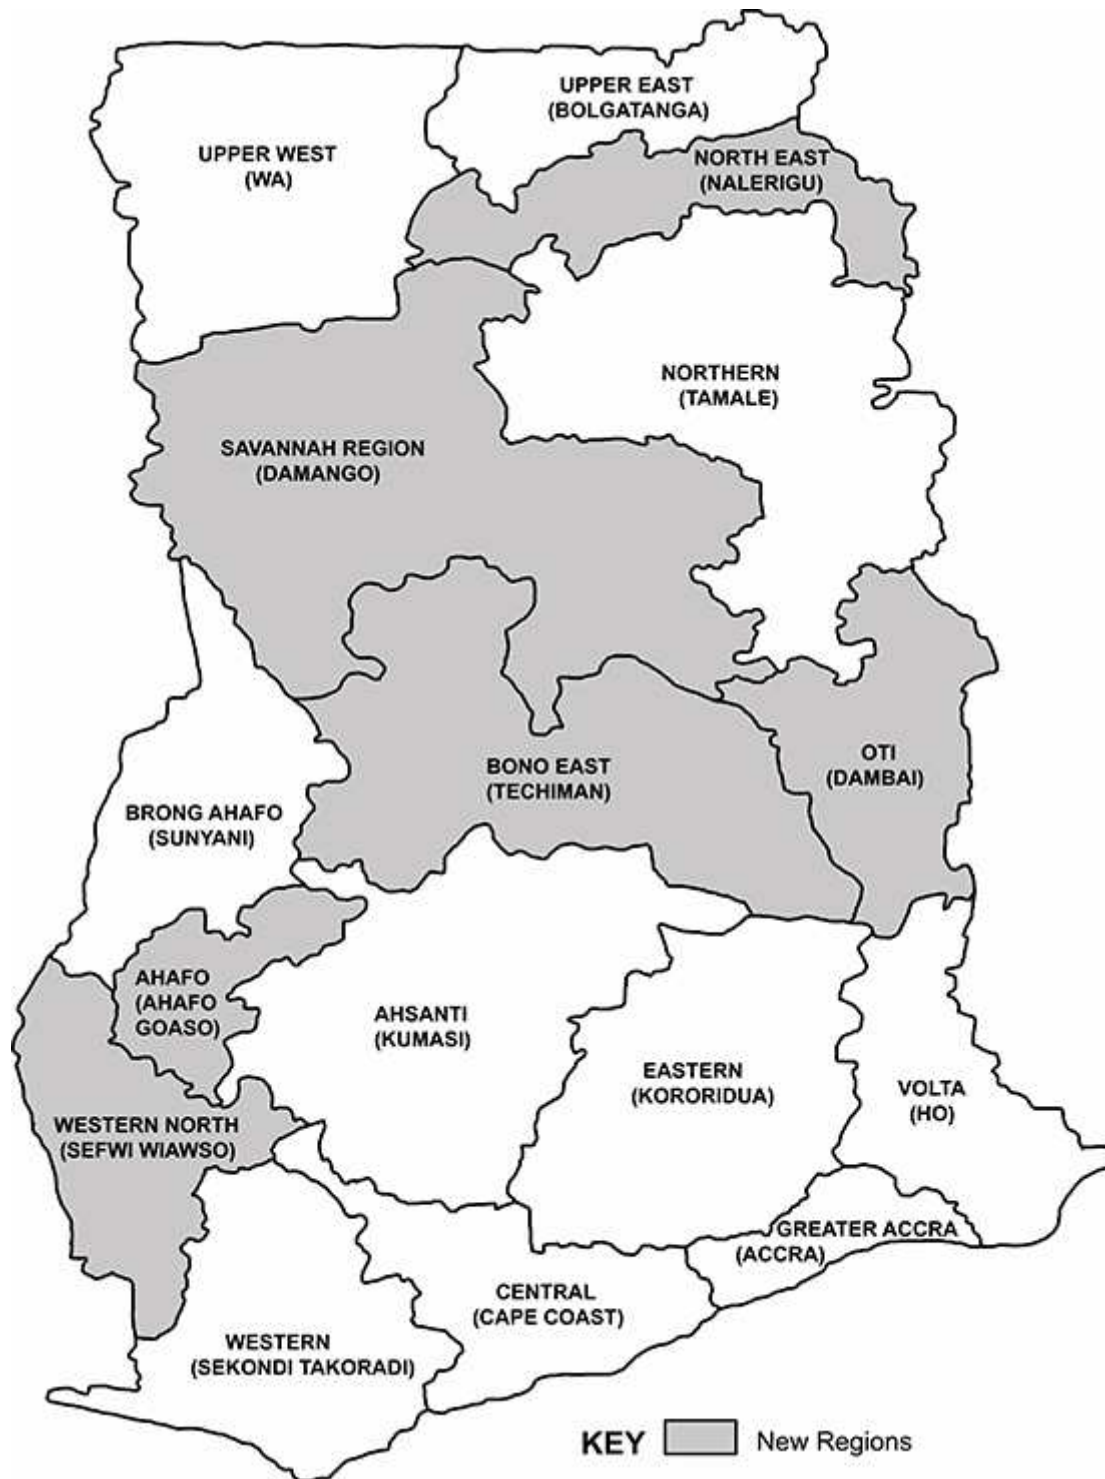 UPPER EAST
(BOLGATANGA)
UPPER WEST
(WA)
NORTH EAST
(NALERIGU)
NORTHERN
(TAMALE)
SAVANNAH REGION
(DAMANGO)
OTI
(DAMBAI)
BONO EAST
(TECHIMAN)
BRONG AHAFO
(SUNYANI)
AHAFO
(AHAFO
GOASO)
AHSANTI
(KUMASI)
EASTERN
(KORORIDUA)
VOLTA
(HO)
WESTERN NORTH
(SEFWI WIAWSO)
GREATER ACCRA
(ACCRA)
CENTRAL
(CAPE COAST)
WESTERN
(SEKONDI TAKORADI)
KEY New Regions